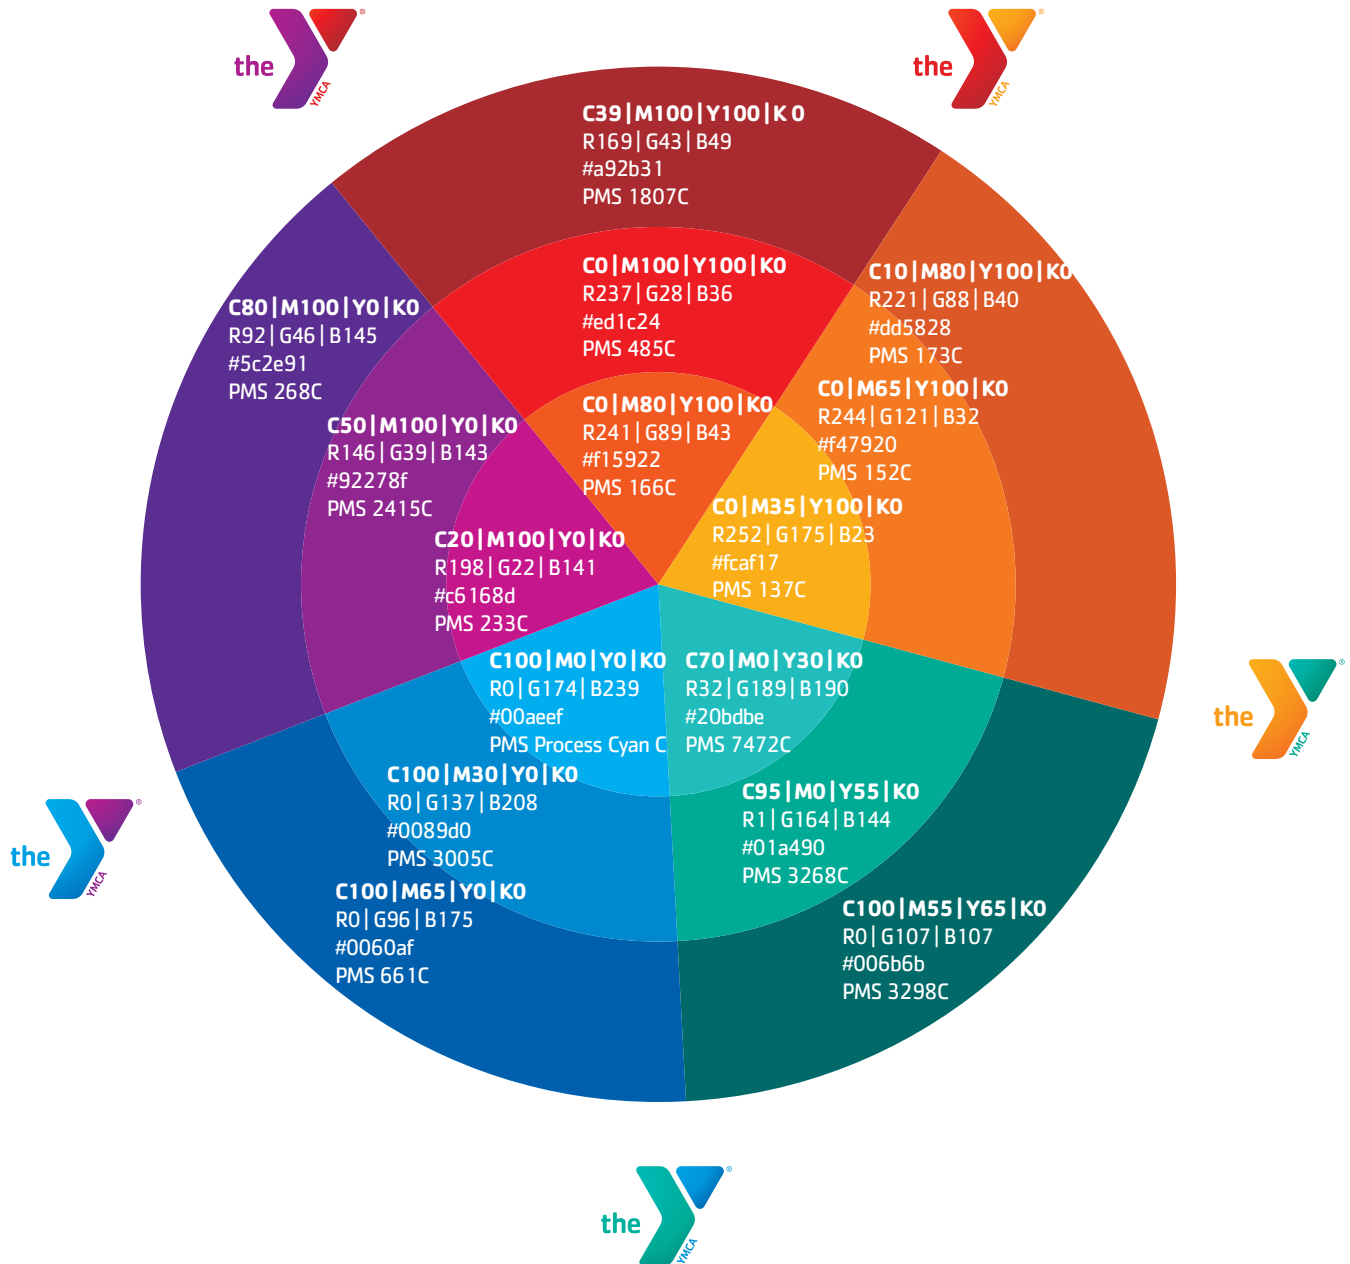 the
YMCA
®
the
YMCA
®
C39|M100|Y100|K 0
R169|G43|B49
#a92b31
PMS 1807C
C0|M100|Y100|K0
R237|G28|B36
#ed1c24
PMS 485C
C0|M80|Y100|K0
R241|G89|B43
#f15922
PMS 166C
C10|M80|Y100|K0
R221|G88|B40
#dd5828
PMS 173C
C0|M65|Y100|K0
R244|G121|B32
#f47920
PMS 152C
C0|M35|Y100|K0
R252|G175|B23
#fcaf17
PMS 137C
C80|M100|Y0|K0
R92|G46|B145
#5c2e91
PMS 268C
C50|M100|Y0|K0
R146|G39|B143
#92278f
PMS 2415C
C20|M100|Y0|K0
R198|G22|B141
#c6168d
PMS 233C
C100|M0|Y0|K0
R0|G174|B239
#00aeef
PMS Process Cyan C
C70|M0|Y30|K0
R32|G189|B190
#20bdbe
PMS 7472C
C100|M30|Y0|K0
R0|G137|B208
#0089d0
PMS 3005C
C95|M0|Y55|K0
R1|G164|B144
#01a490
PMS 3268C
C100|M65|Y0|K0
R0|G96|B175
#0060af
PMS 661C
C100|M55|Y65|K0
R0|G107|B107
#006b6b
PMS 3298C
the
YMCA
®
the
YMCA
®
the
YMCA
®